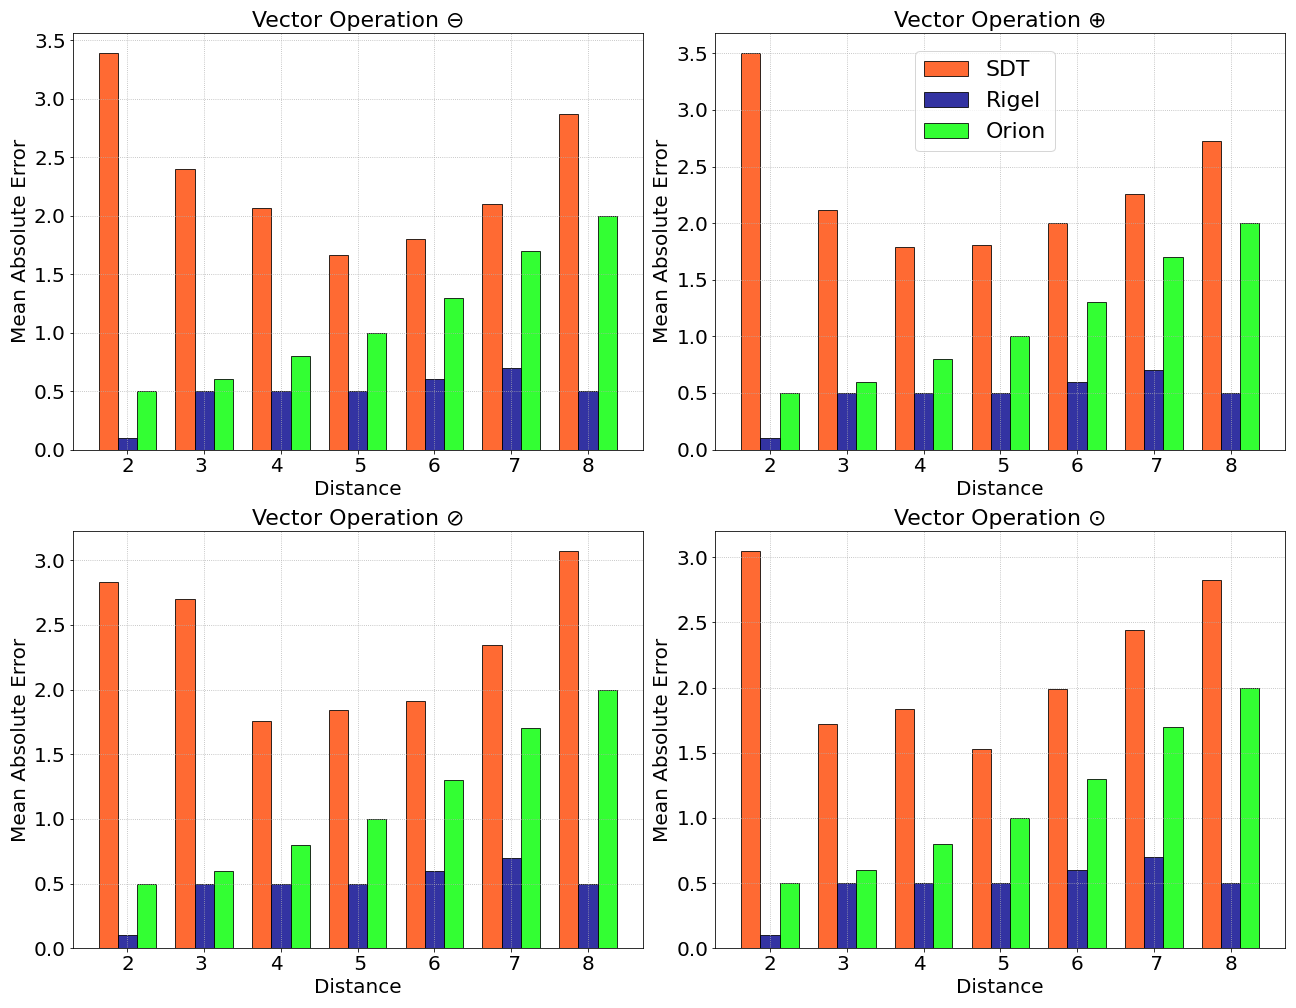 Vector Operation ⊖
Mean Absolute Error
3.5
3.0
2.5
2.0
1.5
1.0
0.5
0.0
2 3 4 5 6 7 8
Distance
Vector Operation ⊕
Mean Absolute Error
3.5
3.0
2.5
2.0
1.5
1.0
0.5
0.0
SDT
Rigel
Orion
2 3 4 5 6 7 8
Distance
Vector Operation ⊘
Mean Absolute Error
3.0
2.5
2.0
1.5
1.0
0.5
0.0
2 3 4 5 6 7 8
Distance
Vector Operation ⊙
Mean Absolute Error
3.0
2.5
2.0
1.5
1.0
0.5
0.0
2 3 4 5 6 7 8
Distance